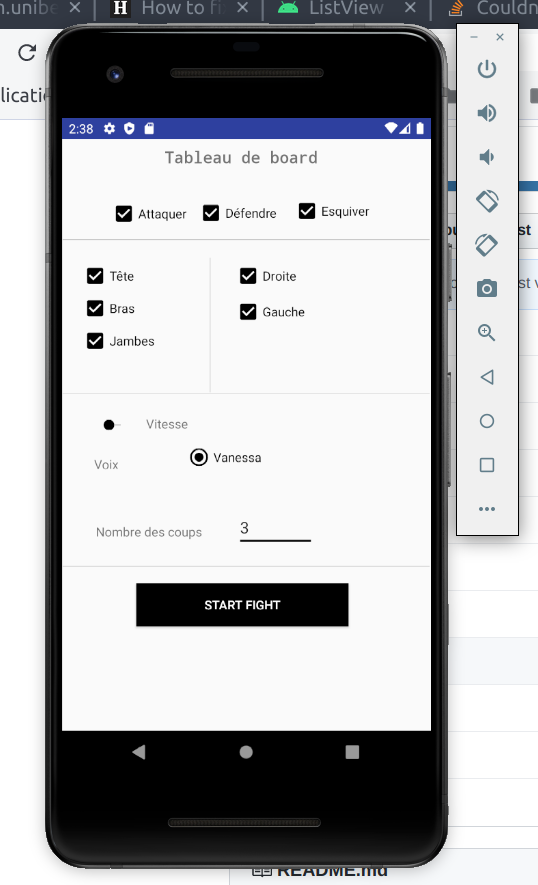 m.unibe
How to fi
ListView
Couldn
licati
2:38
Tableau de board
Attaquer
Défendre
Esquiver
st
Tête
Droite
st v
Bras
Gauche
Jambes
Vitesse
Voix
Vanessa
Nombre des coups
3
START FIGHT
README.md